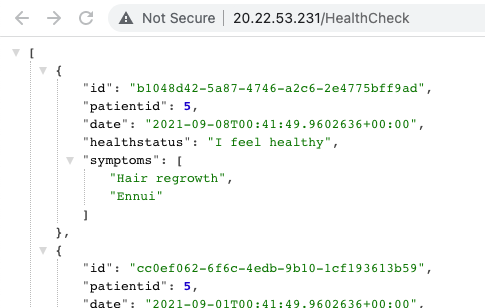 Not Secure | 20.22.53.231/HealthCheck
[
{
"id": "b1048d42-5a87-4746-a2c6-2e4775bff9ad",
"patientid": 5,
"date": "2021-09-08T00:41:49.9602636+00:00",
"healthstatus": "I feel healthy",
"symptoms": [
"Hair regrowth",
"Ennui"
]
},
{
"id": "cc0ef062-6f6c-4edb-9b10-1cf193613b59",
"patientid": 5,
"date": "2021-09-01T00:41:49.9602636+00:00"